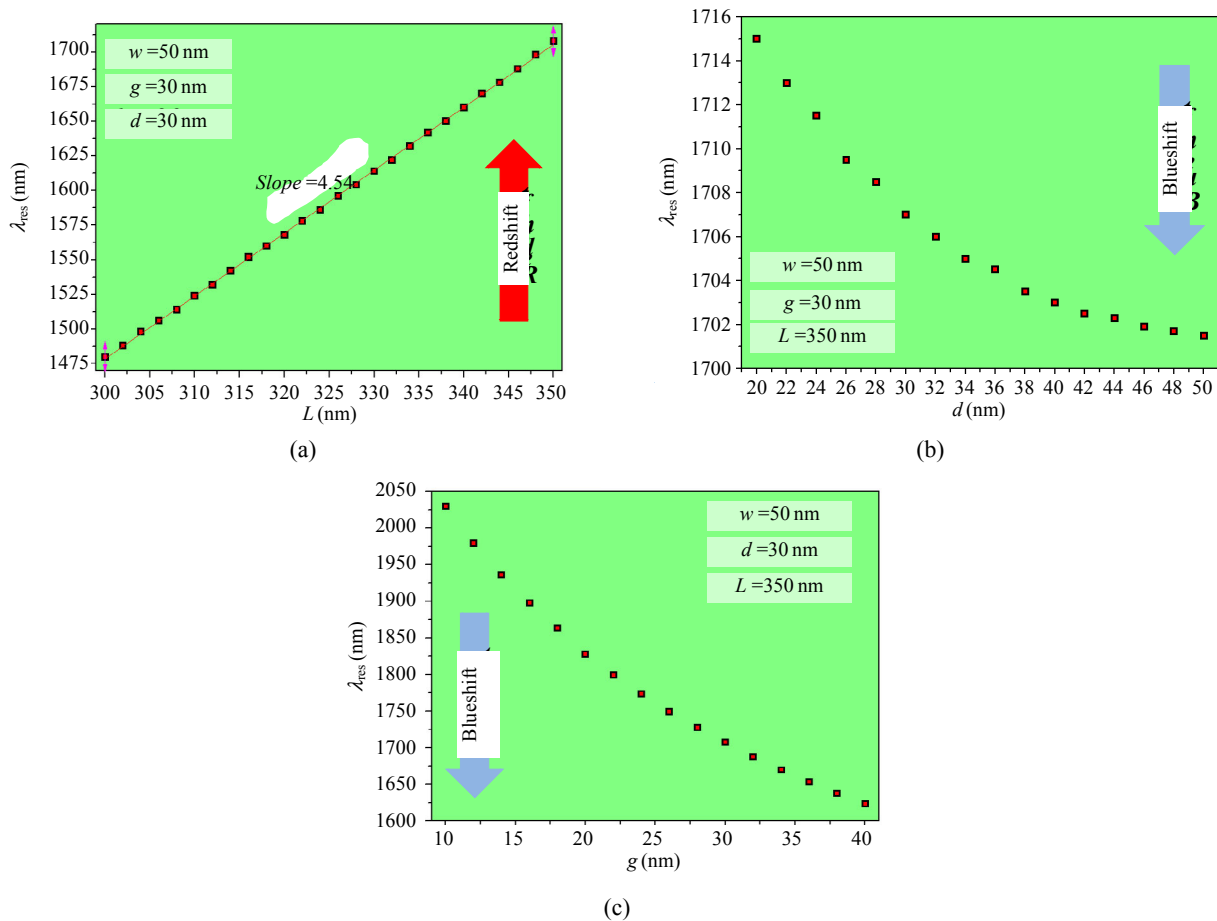 1700
1675
1650
1625
1600
1575
1550
1525
1500
1475
λres (nm)
w =50 nm
g =30 nm
d =30 nm
Slope =4.54
Redshift
300 305 310 315 320 325 330 335 340 345 350
L (nm)
(a)
1716
1714
1712
1710
1708
1706
1704
1702
1700
λres (nm)
Blueshift
w =50 nm
g =30 nm
L =350 nm
20 22 24 26 28 30 32 34 36 38 40 42 44 46 48 50
d (nm)
(b)
2050
2000
1950
1900
1850
1800
1750
1700
1650
1600
λres (nm)
w =50 nm
d =30 nm
L =350 nm
Blueshift
10 15 20 25 30 35 40
g (nm)
(c)